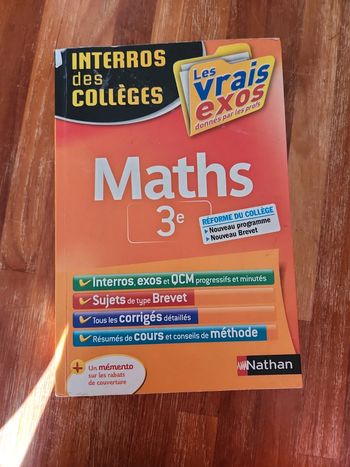 INTERROS
des
COLLÈGES
Les
vrais
exos
donnés par les profs
Maths
3e
RÉFORME DU COLLÈGE
Nouveau programme
Nouveau Brevet
Interros, exos et QCM progressifs et minutés
Sujets de type Brevet
Tous les corrigés détaillés
Résumés de cours et conseils de méthode
+ Un mémento
sur les rabats
de couverture
Nathan